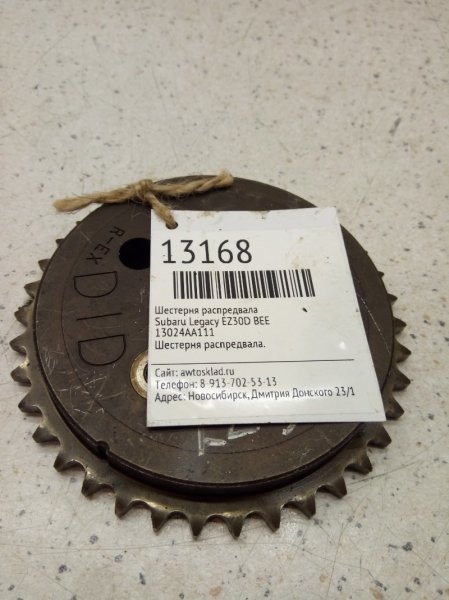 13168
Шестерня распредвала
Subaru Legacy EZ30D BEE
13024AA111
Шестерня распредвала.
Сайт: awtosklad.ru
Телефон: 8 913-702-53-13
Адрес: Новосибирск, Дмитрия Донского 23/1
R-EX
DID